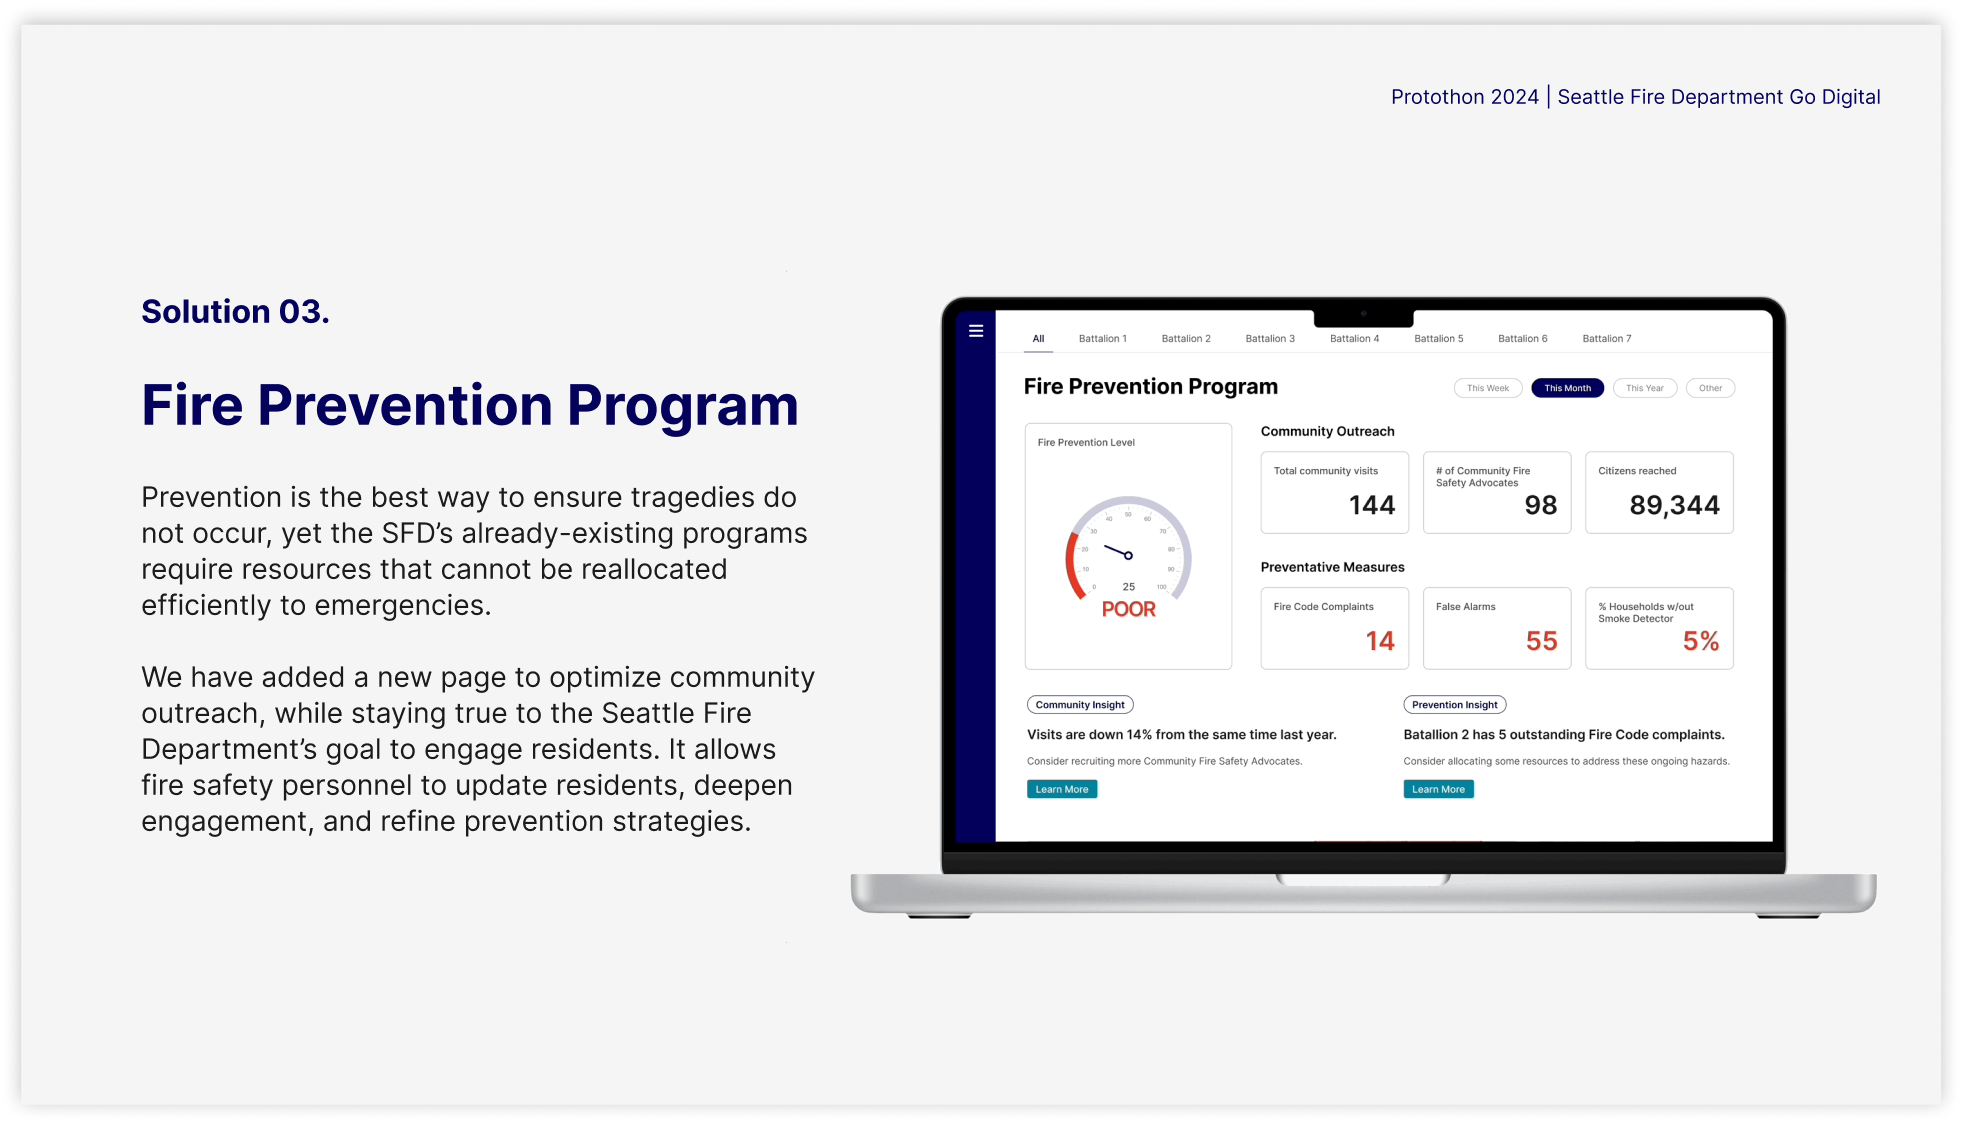 Protothon 2024 | Seattle Fire Department Go Digital
Solution 03.
Fire Prevention Program
Prevention is the best way to ensure tragedies do
not occur, yet the SFD’s already-existing programs
require resources that cannot be reallocated
efficiently to emergencies.
We have added a new page to optimize community
outreach, while staying true to the Seattle Fire
Department’s goal to engage residents. It allows
fire safety personnel to update residents, deepen
engagement, and refine prevention strategies.
All Battalion 1 Battalion 2 Battalion 3 Battalion 4 Battalion 5 Battalion 6 Battalion 7
Fire Prevention Program
This Week This Month This Year Other
Fire Prevention Level
0
10
20
30
40
50
60
70
80
90
100
25
POOR
Community Outreach
Total community visits
144
# of Community Fire
Safety Advocates
98
Citizens reached
89,344
Preventative Measures
Fire Code Complaints
14
False Alarms
55
% Households w/out
Smoke Detector
5%
Community Insight
Visits are down 14% from the same time last year.
Consider recruiting more Community Fire Safety Advocates.
Learn More
Prevention Insight
Batallion 2 has 5 outstanding Fire Code complaints.
Consider allocating some resources to address these ongoing hazards.
Learn More